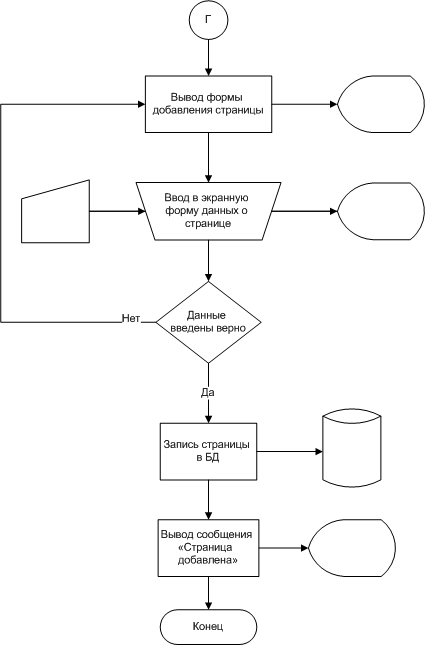 Г
Вывод формы
добавления страницы
Ввод в экранную
форму данных о
странице
Данные
введены верно
Нет
Да
Запись страницы
в БД
Вывод сообщения
«Страница
добавлена»
Конец